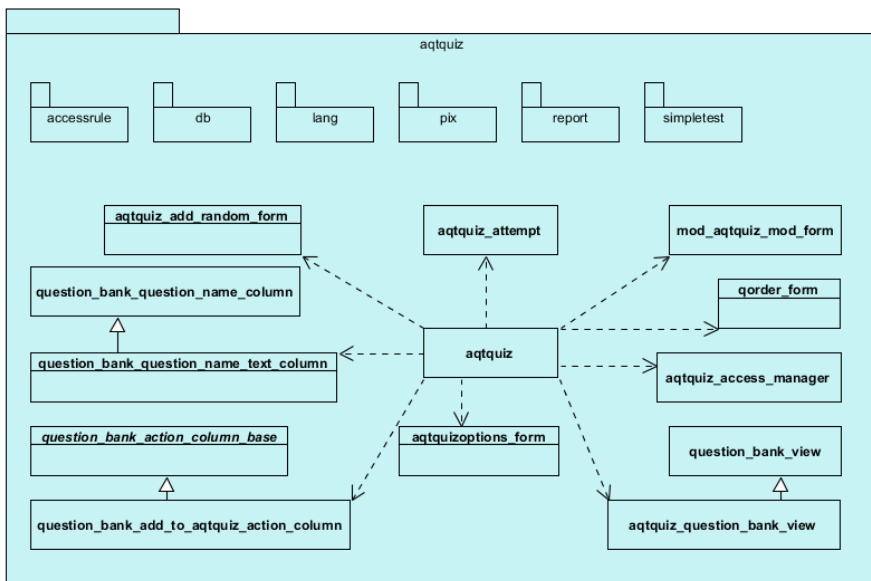 aqtquiz
accessrule
db
lang
pix
report
simpletest
aqtquiz_add_random_form
aqtquiz_attempt
mod_aqtquiz_mod_form
question_bank_question_name_column
qorder_form
aqtquiz
question_bank_question_name_text_column
aqtquiz_access_manager
question_bank_action_column_base
aqtquizoptions_form
question_bank_view
question_bank_add_to_aqtquiz_action_column
aqtquiz_question_bank_view